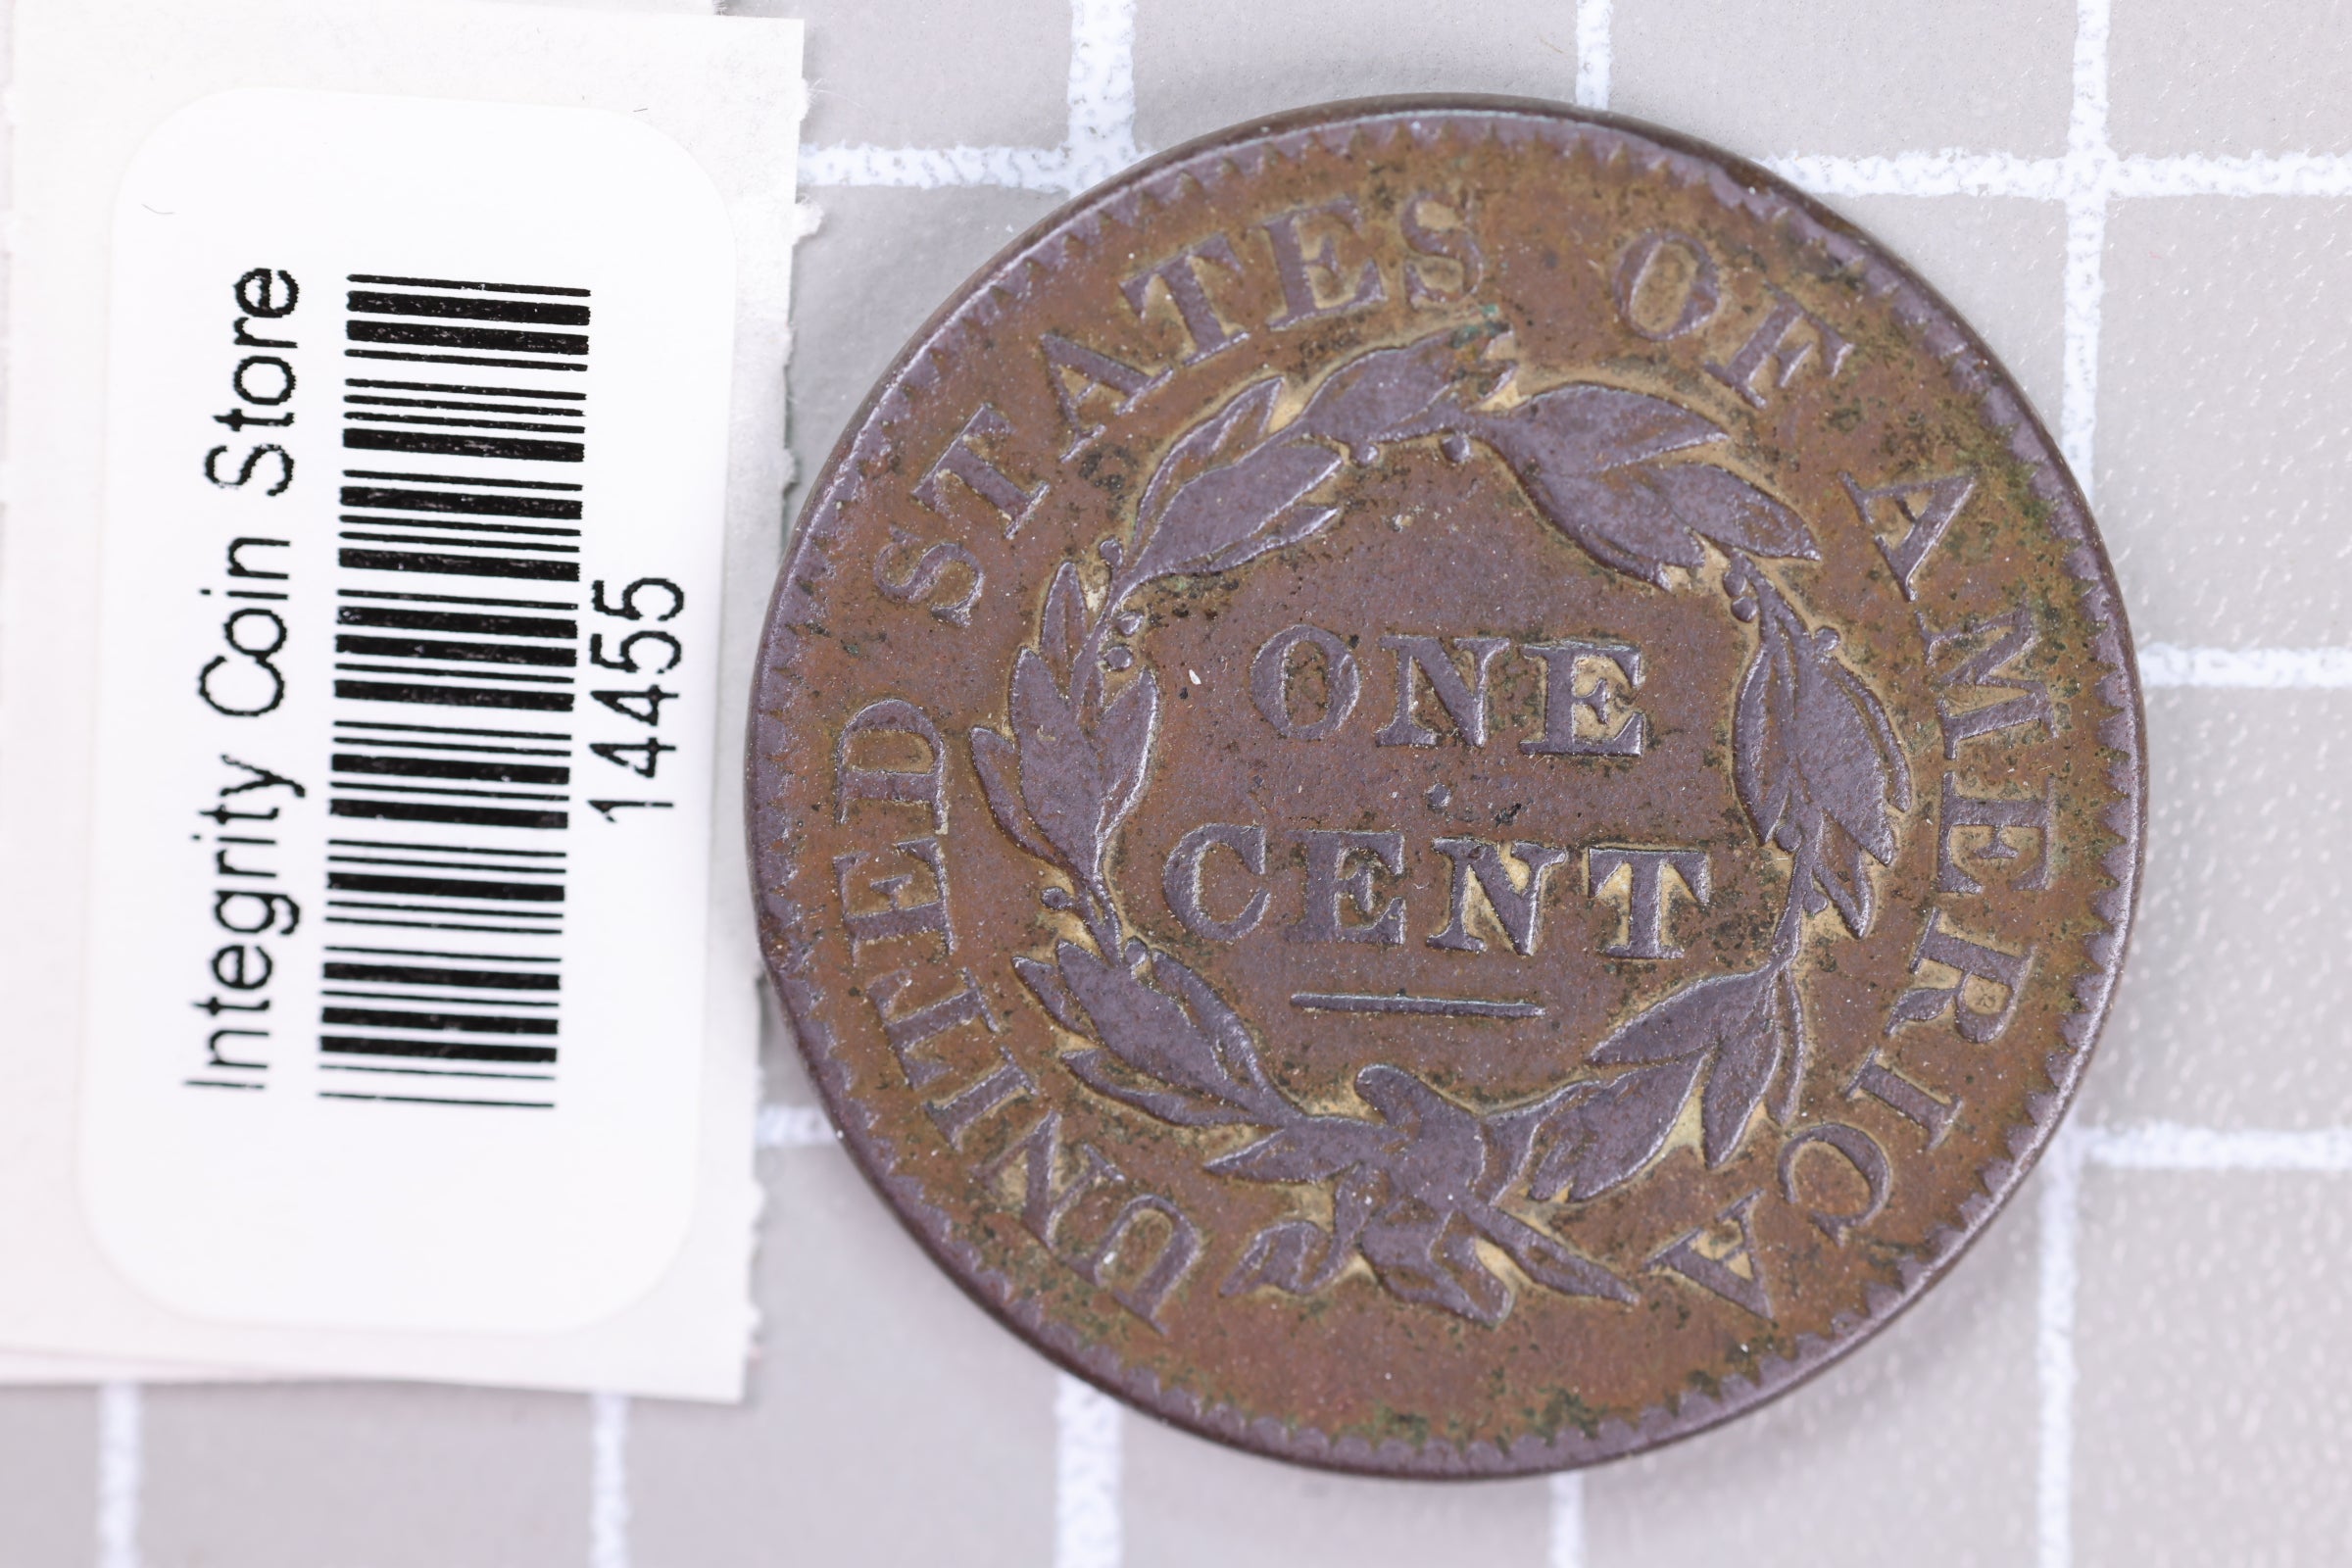 Integrity Coin Store
14455
UNITED STATES OF AMERICA
ONE
CENT